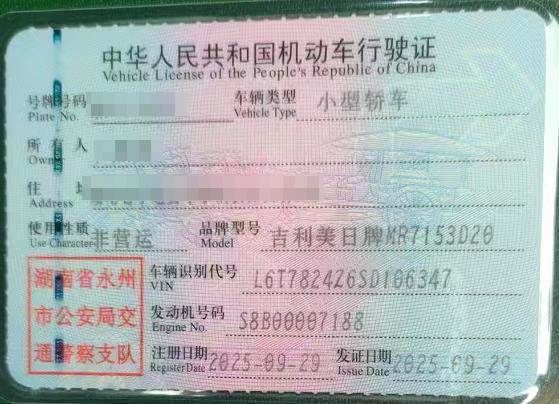 中华人民共和国机动车行驶证
Vehicle License of the People's Republic of China
号牌号码 车辆类型 小型轿车
Plate No. Vehicle Type
所有人
Owner
住
Address
使用性质 非营运 品牌型号 吉利美日牌MR7153D20
Use Character Model
湖南省永州市公安局交通警察支队
车辆识别代号 L6T7824Z6SD106347
VIN
发动机号码 S8B00007188
Engine No.
注册日期 2025-09-29 发证日期 2025-09-29
Register Date Issue Date